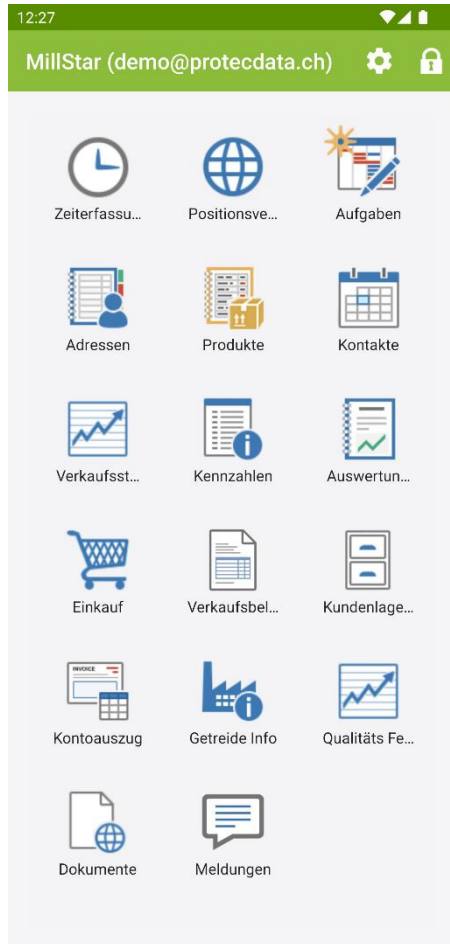 12:27
MillStar (demo@protecdata.ch)
Zeiterfassu... Positionsve... Aufgaben
Adressen Produkte Kontakte
Verkaufsst... Kennzahlen Auswertun...
Einkauf Verkaufsbel... Kundenlage...
INVOICE
Kontoauszug Getreide Info Qualitäts Fe...
Dokumente Meldungen